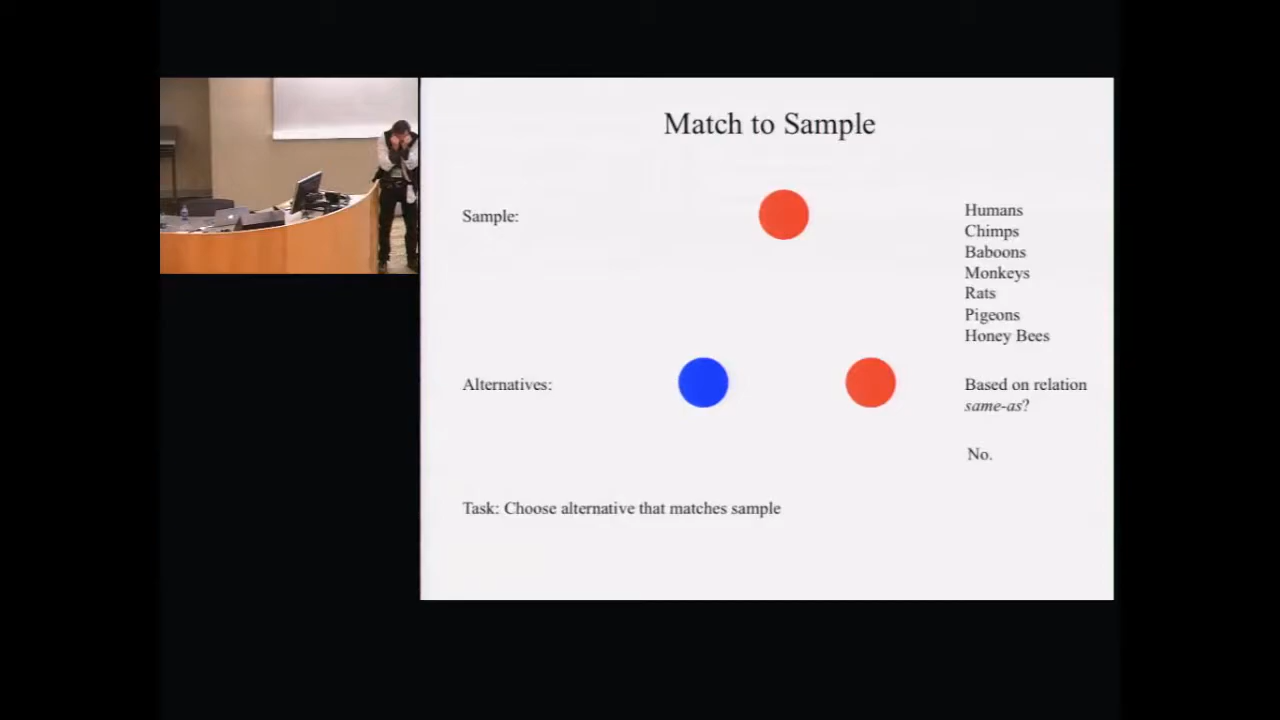 Match to Sample
Sample:
Humans
Chimps
Baboons
Monkeys
Rats
Pigeons
Honey Bees
Alternatives:
Based on relation
same-as?
No.
Task: Choose alternative that matches sample